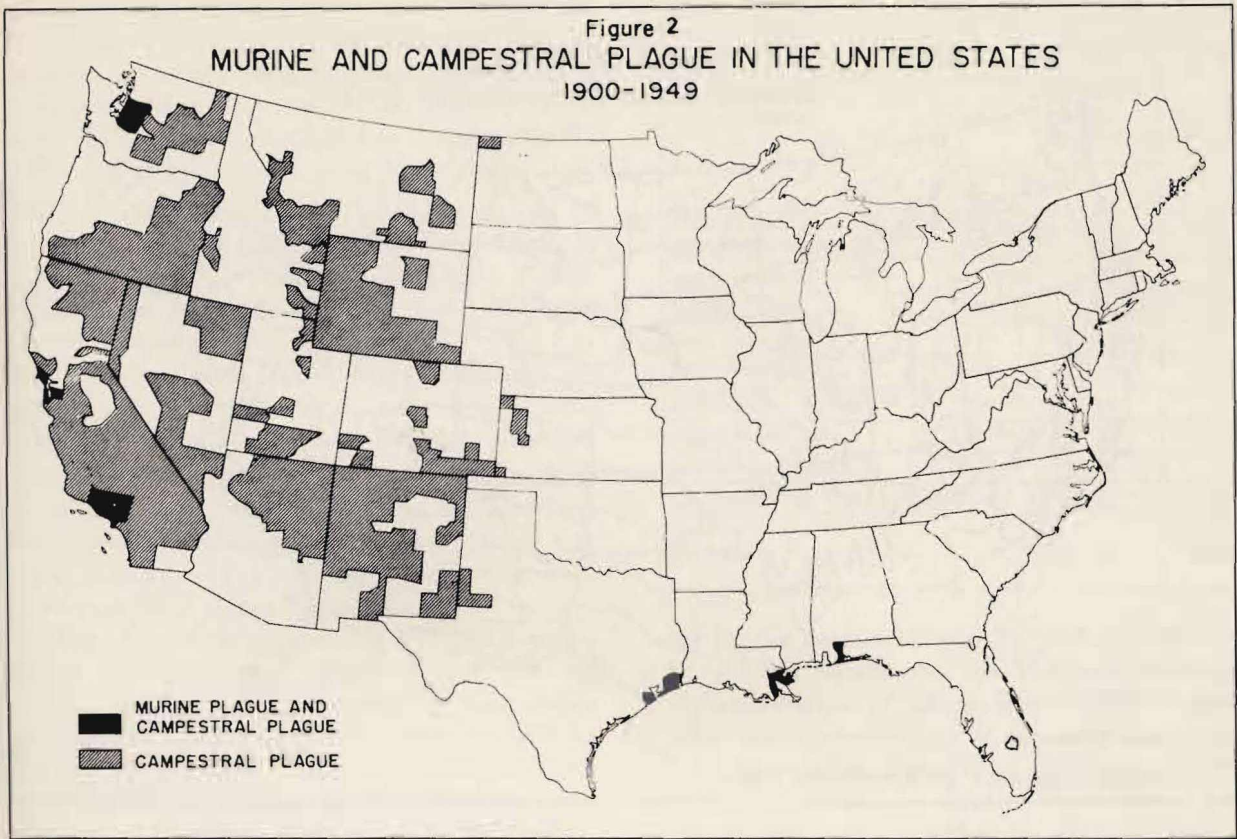 Figure 2
MURINE AND CAMPESTRAL PLAGUE IN THE UNITED STATES
1900-1949
MURINE PLAGUE AND
CAMPESTRAL PLAGUE
CAMPESTRAL PLAGUE